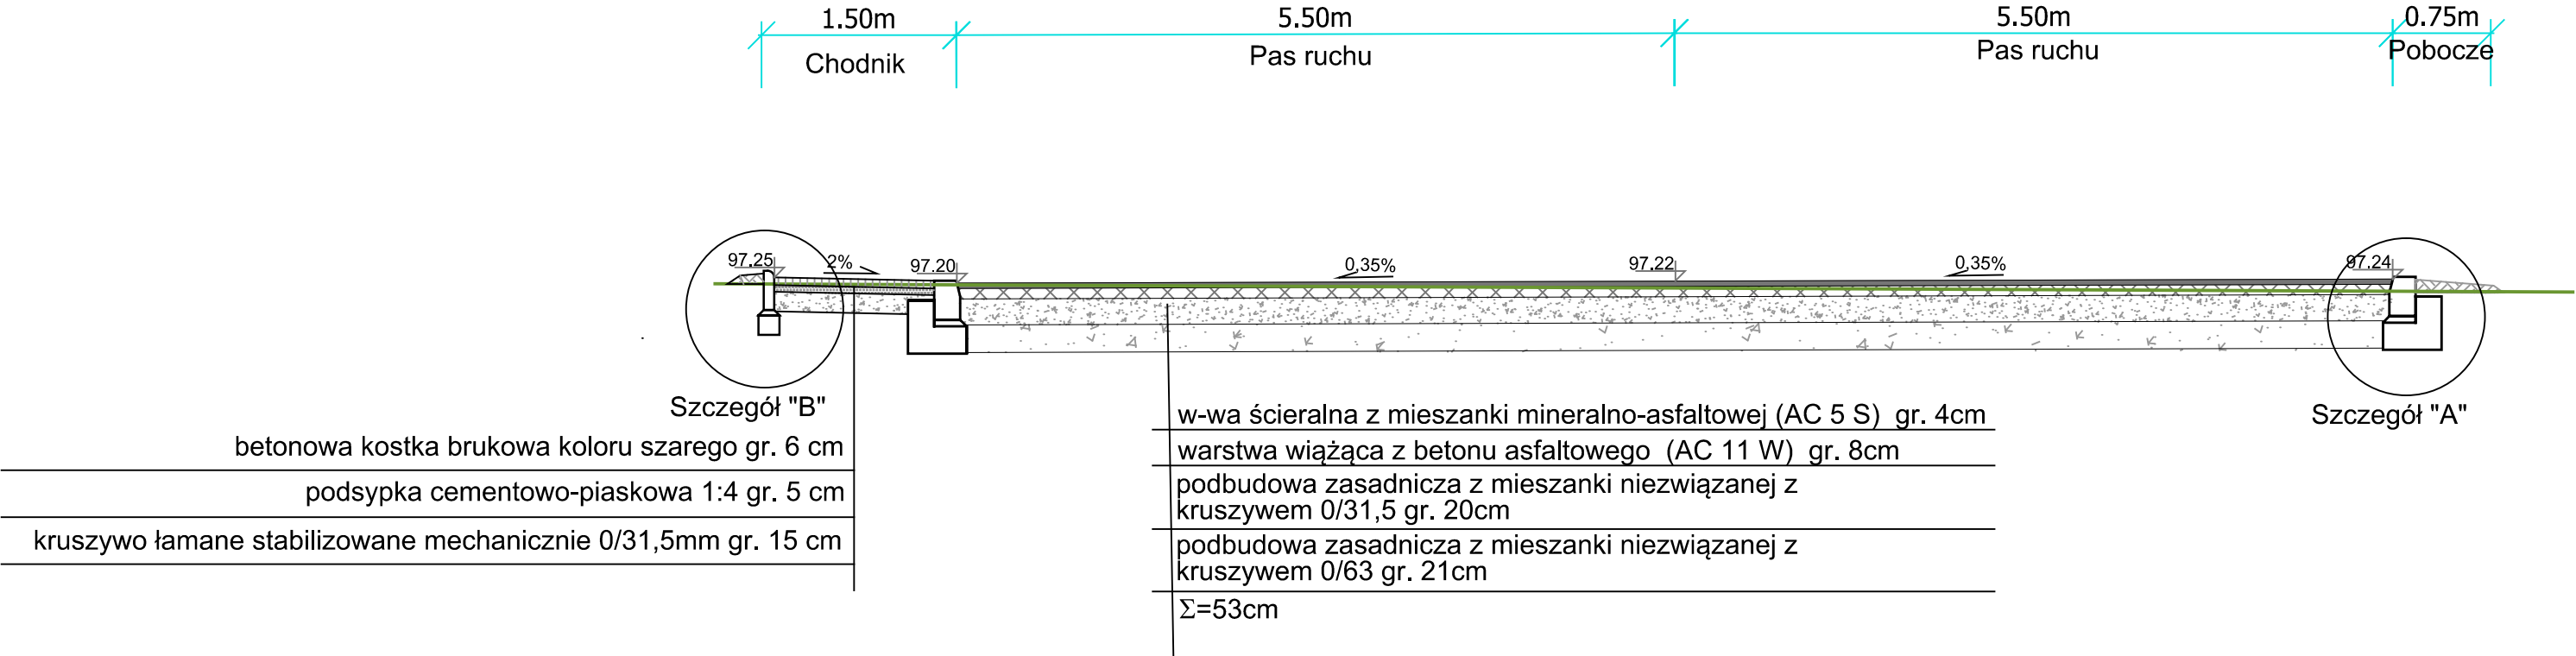 1.50m
5.50m
5.50m
0.75m
Chodnik
Pas ruchu
Pas ruchu
Pobocze
97.25
2%
97.20
0,35%
97.22
0,35%
97.24
Szczegół "B"
Szczegół "A"
betonowa kostka brukowa koloru szarego gr. 6 cm
podsypka cementowo-piaskowa 1:4 gr. 5 cm
kruszywo łamane stabilizowane mechanicznie 0/31,5mm gr. 15 cm
w-wa ścieralna z mieszanki mineralno-asfaltowej (AC 5 S) gr. 4cm
warstwa wiążąca z betonu asfaltowego (AC 11 W) gr. 8cm
podbudowa zasadnicza z mieszanki niezwiązanej z
kruszywem 0/31,5 gr. 20cm
podbudowa zasadnicza z mieszanki niezwiązanej z
kruszywem 0/63 gr. 21cm
Σ=53cm